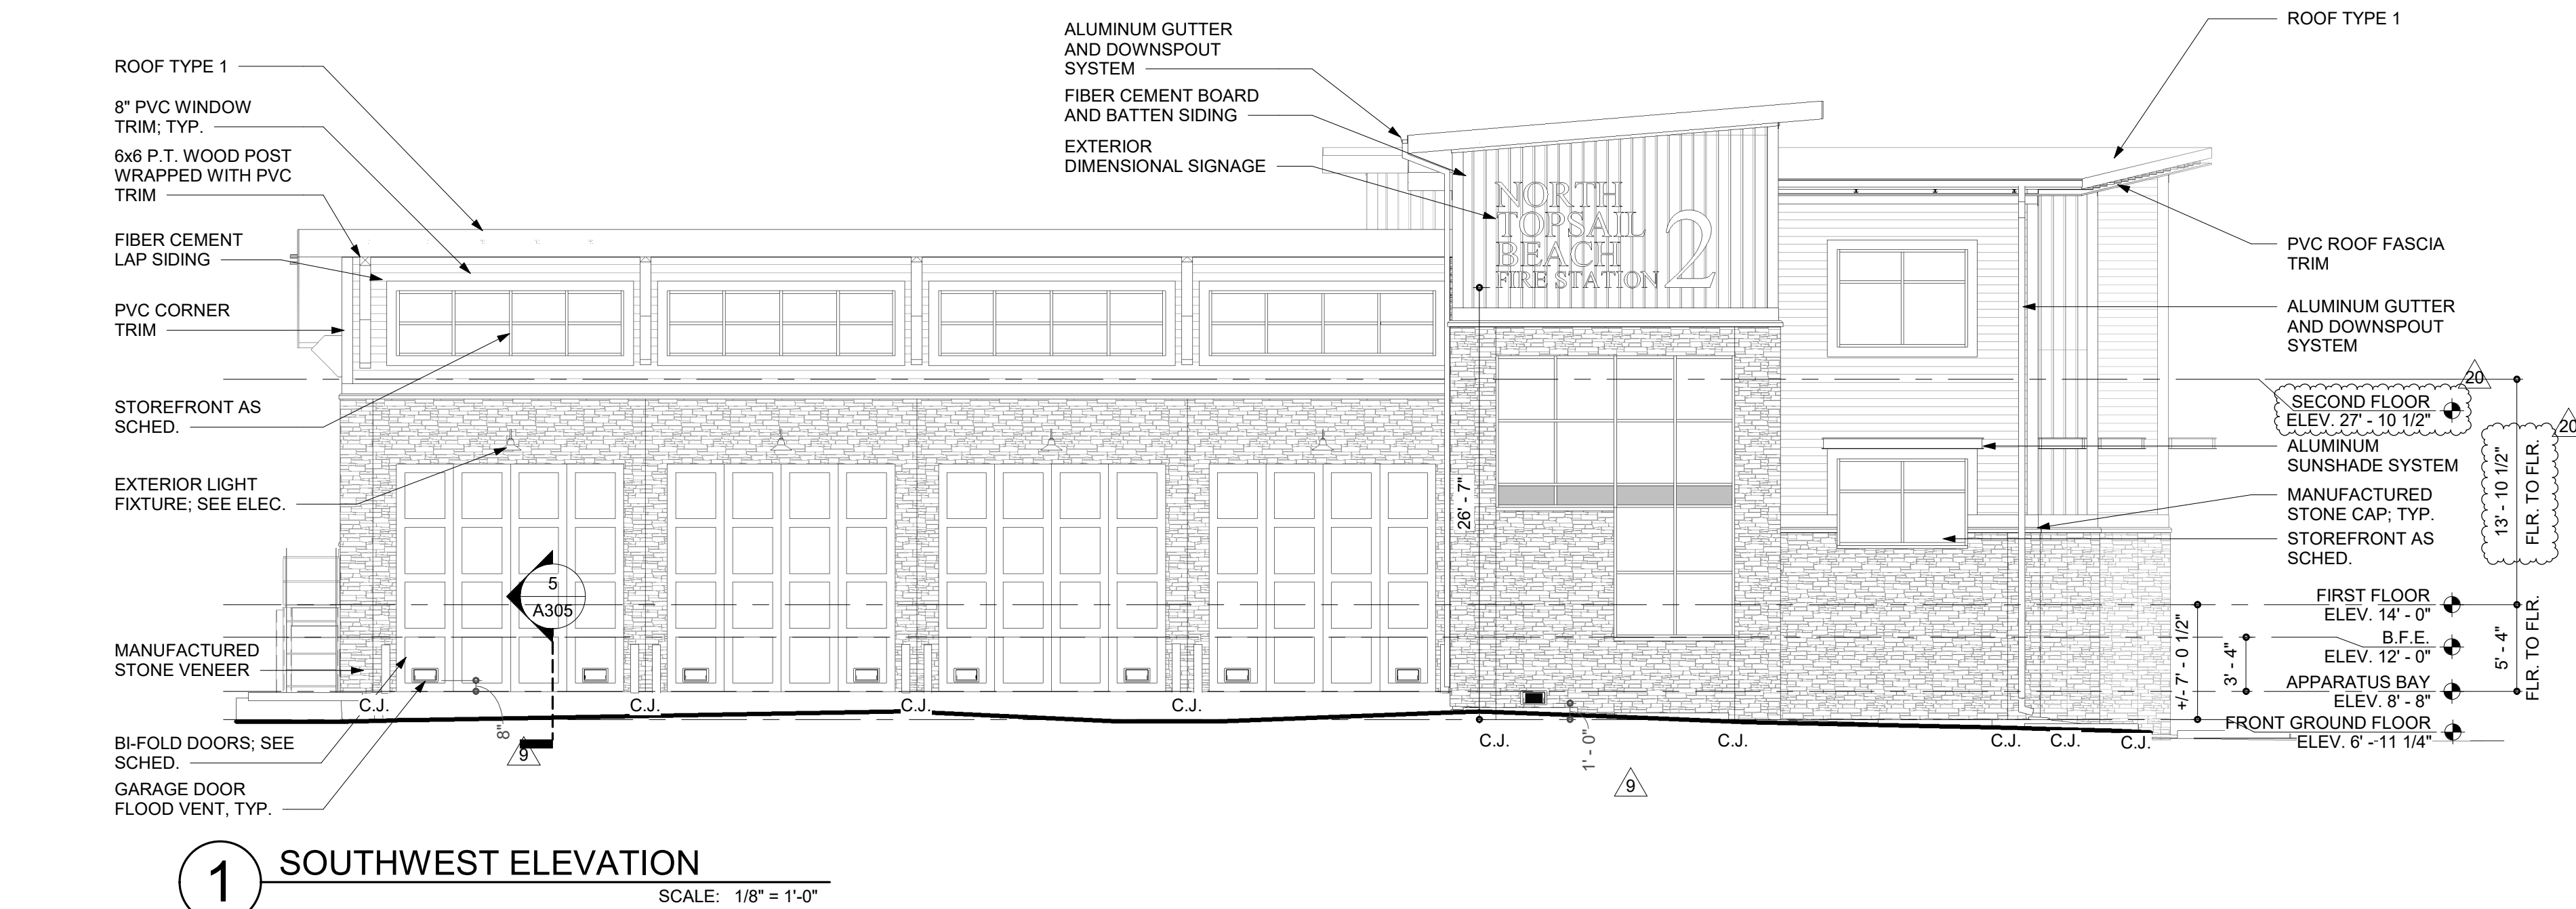 ROOF TYPE 1
8" PVC WINDOW
TRIM; TYP.
6x6 P.T. WOOD POST
WRAPPED WITH PVC
TRIM
FIBER CEMENT
LAP SIDING
PVC CORNER
TRIM
STOREFRONT AS
SCHED.
EXTERIOR LIGHT
FIXTURE; SEE ELEC.
MANUFACTURED
STONE VENEER
BI-FOLD DOORS; SEE
SCHED.
GARAGE DOOR
FLOOD VENT, TYP.
ALUMINUM GUTTER
AND DOWNSPOUT
SYSTEM
FIBER CEMENT BOARD
AND BATTEN SIDING
EXTERIOR
DIMENSIONAL SIGNAGE
NORTH
TOPSAIL
BEACH
FIRE STATION
2
26' - 7"
5
A305
8"
9
C.J.
C.J.
C.J.
C.J.
C.J.
C.J.
C.J.
C.J.
C.J.
1' - 0"
9
ROOF TYPE 1
PVC ROOF FASCIA
TRIM
ALUMINUM GUTTER
AND DOWNSPOUT
SYSTEM
20
SECOND FLOOR
ELEV. 27' - 10 1/2"
20
ALUMINUM
SUNSHADE SYSTEM
MANUFACTURED
STONE CAP; TYP.
STOREFRONT AS
SCHED.
13' - 10 1/2"
FLR. TO FLR.
FIRST FLOOR
ELEV. 14' - 0"
B.F.E.
ELEV. 12' - 0"
APPARATUS BAY
ELEV. 8' - 8"
FRONT GROUND FLOOR
ELEV. 6' - 11 1/4"
+/- 7' - 0 1/2"
3' - 4"
5' - 4"
FLR. TO FLR.
1
SOUTHWEST ELEVATION
SCALE: 1/8" = 1'-0"